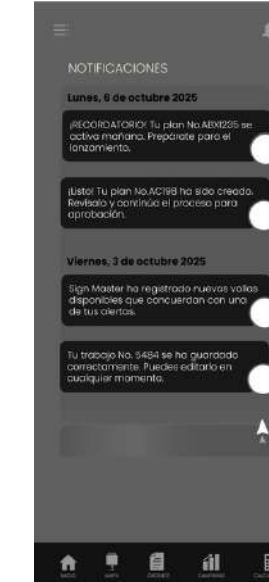 NOTIFICACIONES
Lunes, 6 de octubre 2025
¡RECORDATORIO! Tu plan No.ABX1235 se
activa mañana. Prepárate para el
lanzamiento.
¡Listo! Tu plan No.AC198 ha sido creado.
Revísalo y continúa el proceso para
aprobación.
Viernes, 3 de octubre 2025
Sign Master ha registrado nuevas vallas
disponibles que concuerdan con una
de tus alertas.
Tu trabajo No. 5484 se ha guardado
correctamente. Puedes editarlo en
cualquier momento.
INICIO
MAPA